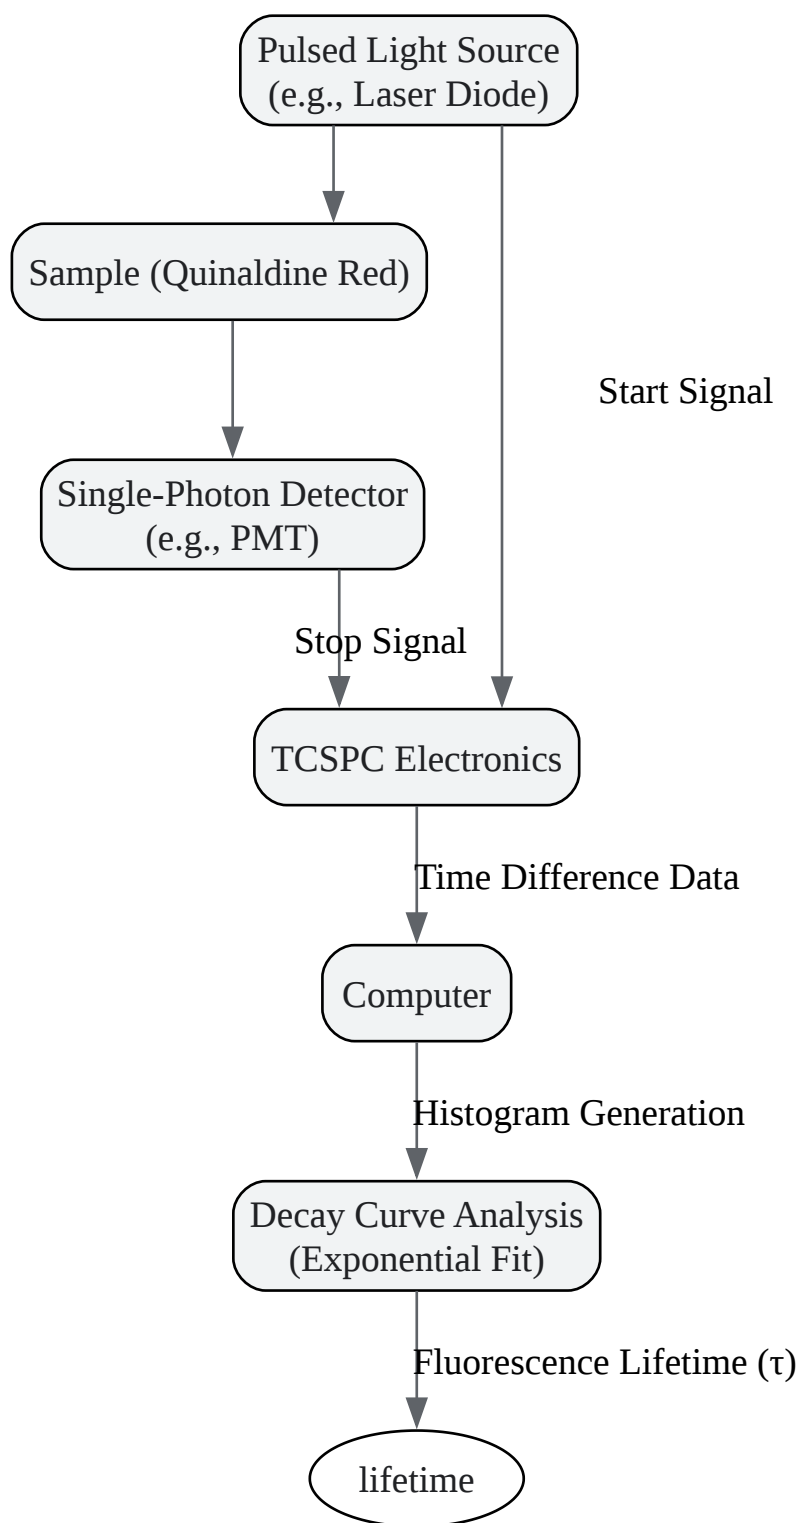 Pulsed Light Source
(e.g., Laser Diode)
Sample (Quinaldine Red)
Start Signal
Single-Photon Detector
(e.g., PMT)
Stop Signal
TCSPC Electronics
Time Difference Data
Computer
Histogram Generation
Decay Curve Analysis
(Exponential Fit)
Fluorescence Lifetime (τ)
lifetime